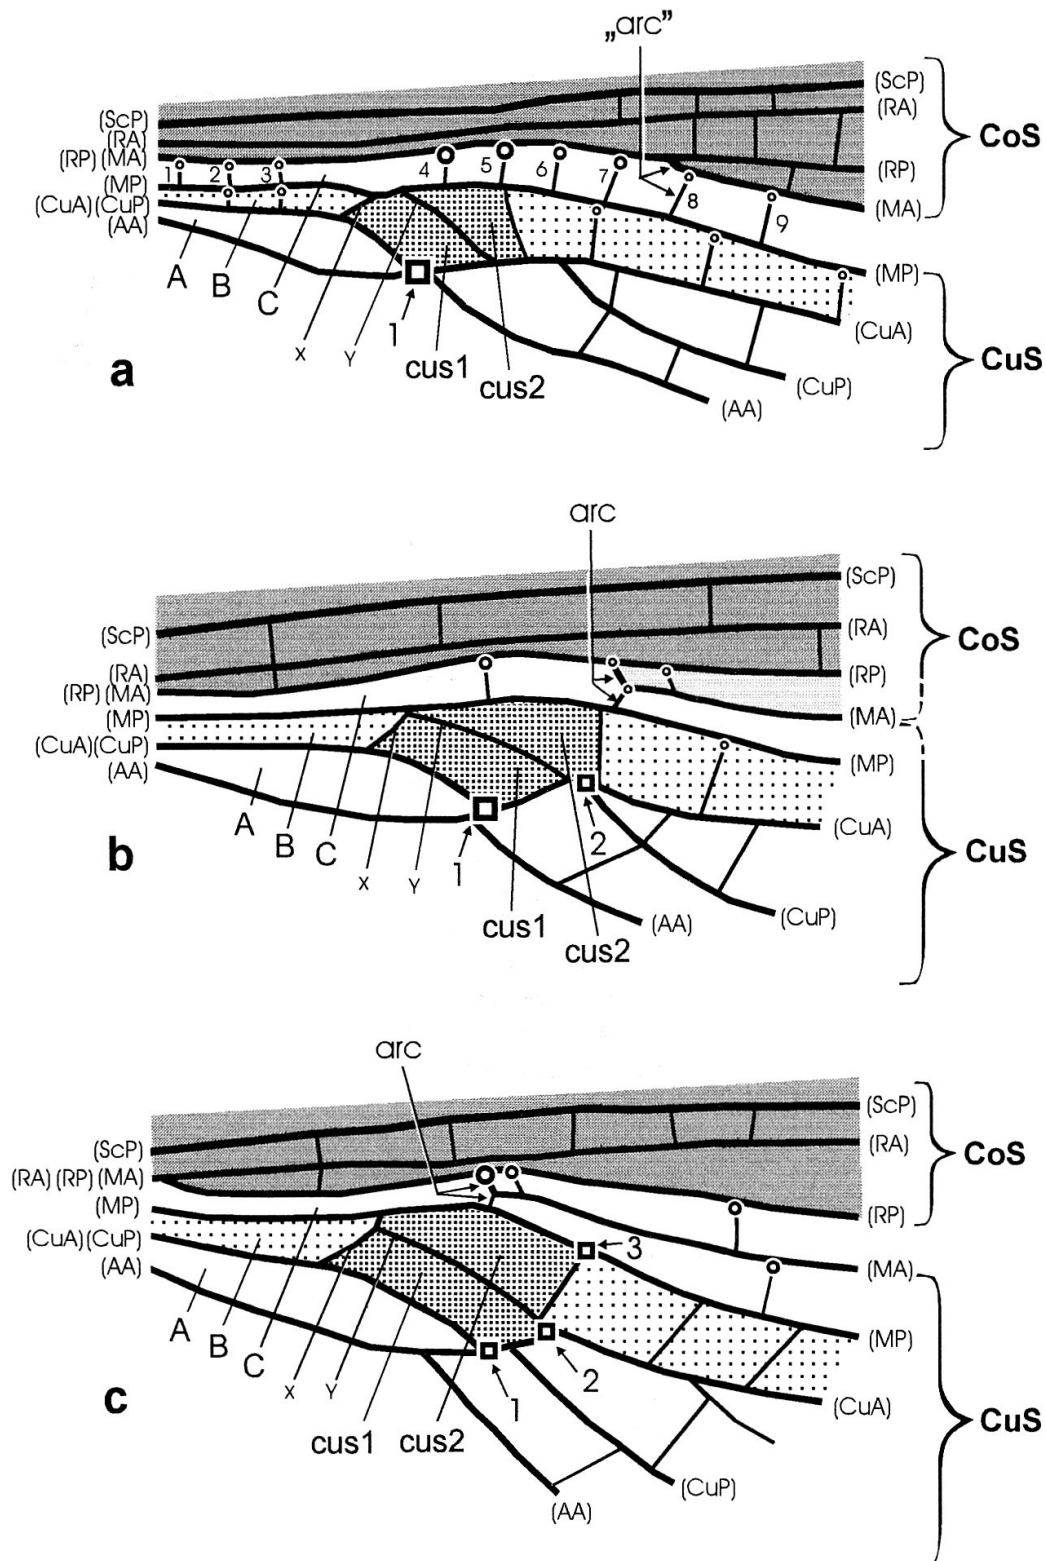 „arc”
(ScP)
(RA)
CoS
(RP)
(MA)
(ScP)
(RA)
(RP) (MA)
(MP)
(CuA) (CuP)
(AA)
1 2 3 4 5 6 7 8 9
(MP)
(CuA)
CuS
(CuP)
(AA)
A B C X Y 1 cus1 cus2
a
arc
(ScP)
(RA)
CoS
(RP)
(MA)
(ScP)
(RA)
(RP) (MA)
(MP)
(CuA)(CuP)
(AA)
(MP)
(CuA)
CuS
(CuP)
(AA)
A B C X Y 1 2
cus1 cus2
b
arc
(ScP)
(RA)
CoS
(RP)
(ScP)
(RA) (RP) (MA)
(MP)
(CuA)(CuP)
(AA)
3
(MA)
(MP)
(CuA)
CuS
(CuP)
(AA)
A B C X Y 1 2
cus1 cus2
c